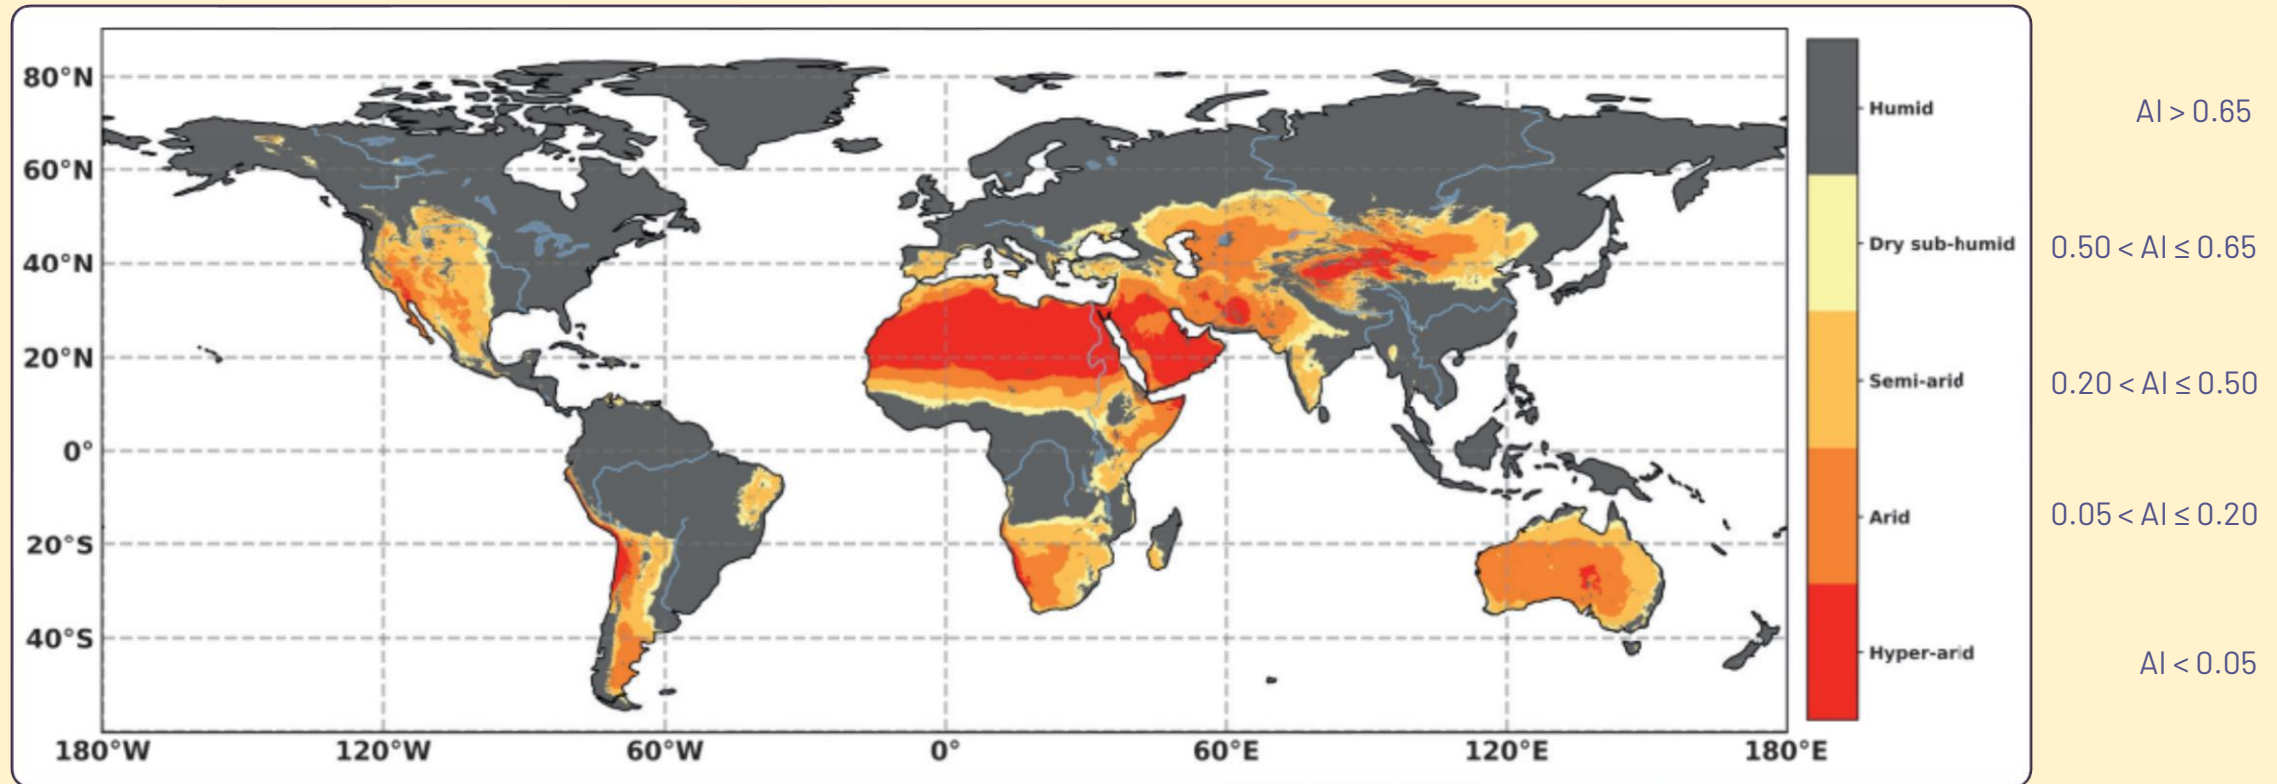 80°N
60°N
40°N
20°N
0°
20°S
40°S
180°W 120°W 60°W 0° 60°E 120°E 180°E
Humid
Dry sub-humid
Semi-arid
Arid
Hyper-arid
AI > 0.65
0.50 < AI ≤ 0.65
0.20 < AI ≤ 0.50
0.05 < AI ≤ 0.20
AI < 0.05